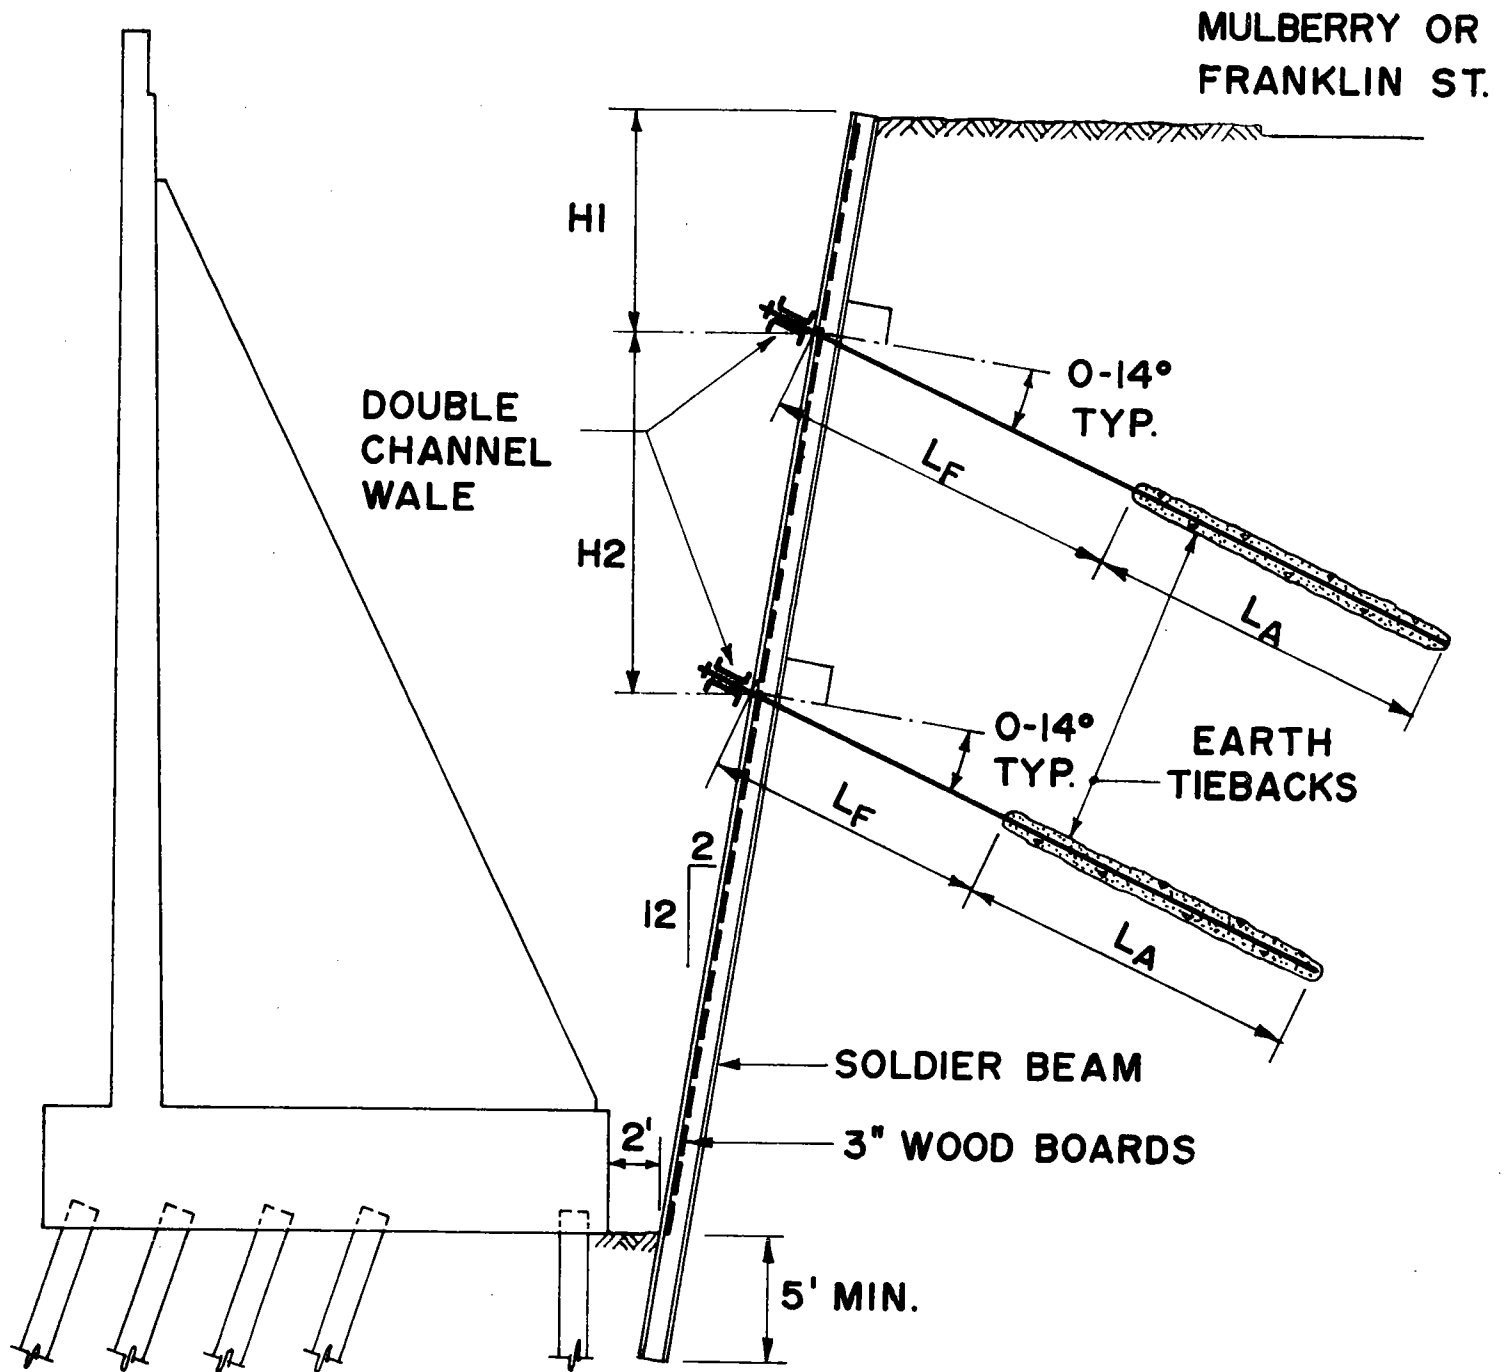 MULBERRY OR
FRANKLIN ST.
H1
DOUBLE
CHANNEL
WALE
0-14°
TYP.
LF
H2
LA
0-14°
TYP.
EARTH
TIEBACKS
LF
2
12
LA
SOLDIER BEAM
2'
3" WOOD BOARDS
5' MIN.